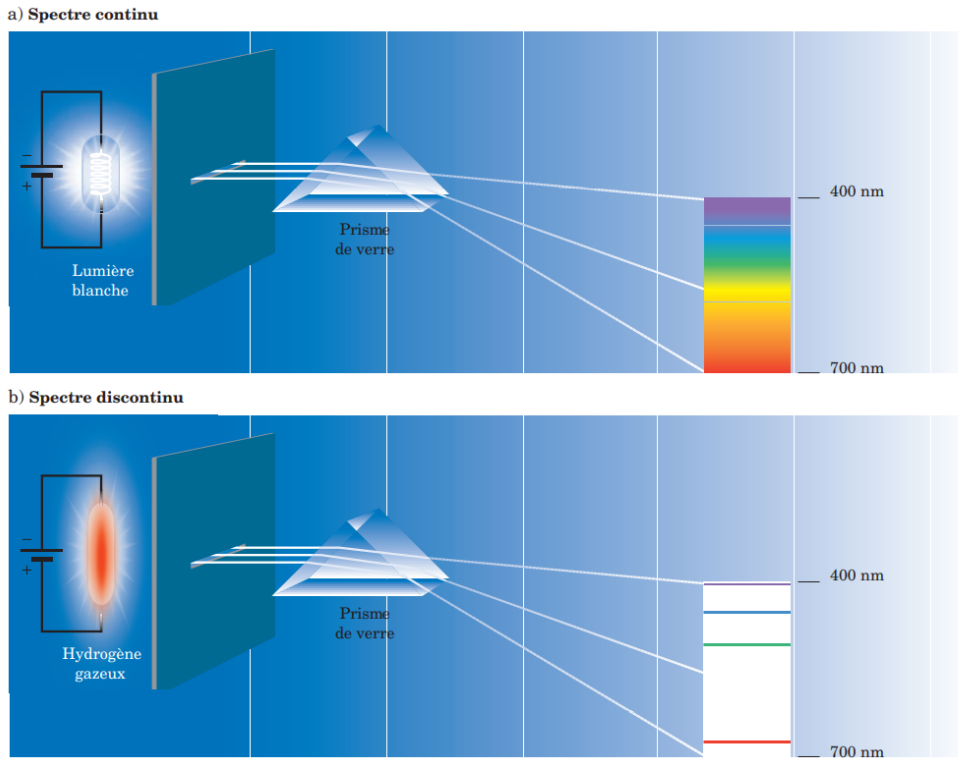 a) Spectre continu
−
+
Lumière
blanche
Prisme
de verre
400 nm
700 nm
b) Spectre discontinu
−
+
Hydrogène
gazeux
Prisme
de verre
400 nm
700 nm